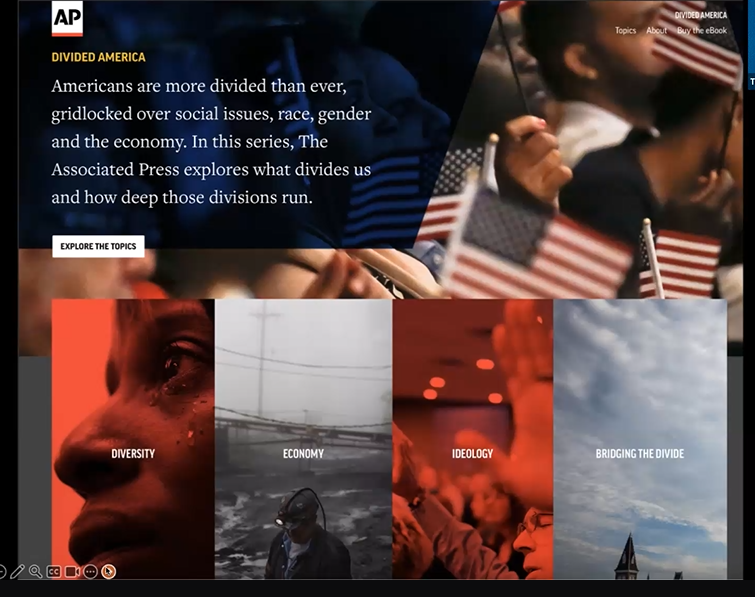 AP
DIVIDED AMERICA
Topics About Buy the eBook
DIVIDED AMERICA
Americans are more divided than ever,
gridlocked over social issues, race, gender
and the economy. In this series, The
Associated Press explores what divides us
and how deep those divisions run.
EXPLORE THE TOPICS
DIVERSITY
ECONOMY
IDEOLOGY
BRIDGING THE DIVIDE
CC
T